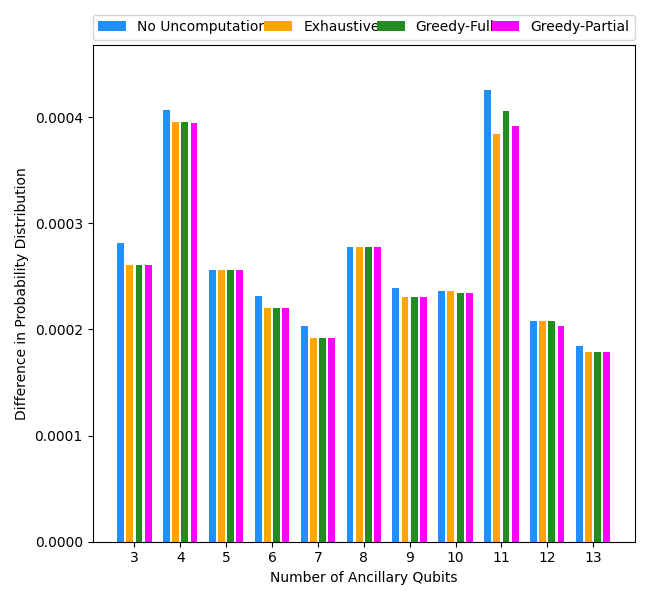 No Uncomputation Exhaustive Greedy-Full Greedy-Partial
0.0004
0.0003
0.0002
0.0001
0.0000
Difference in Probability Distribution
3 4 5 6 7 8 9 10 11 12 13
Number of Ancillary Qubits